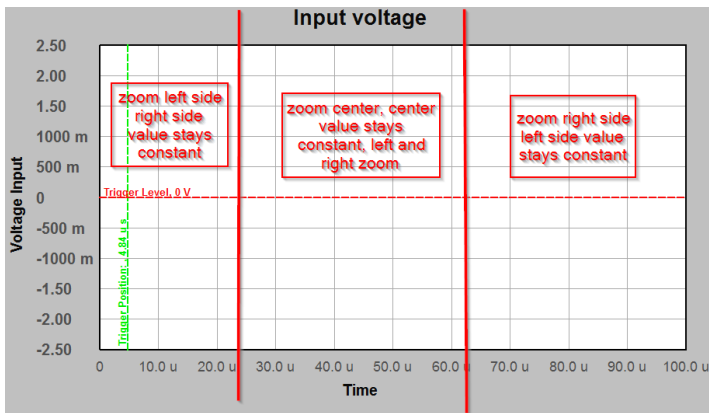 Input voltage
2.50
2.00
1.50
1000 m
500 m
0
-500 m
-1000 m
-1.50
-2.00
-2.50
Voltage Input
zoom left side
right side
value stays
constant
zoom center, center
value stays
constant, left and
right zoom
zoom right side
left side value
stays constant
Trigger Level, 0 V
Trigger Position: , 4.84 u s
0 10.0 u 20.0 u 30.0 u 40.0 u 50.0 u 60.0 u 70.0 u 80.0 u 90.0 u 100.0 u
Time